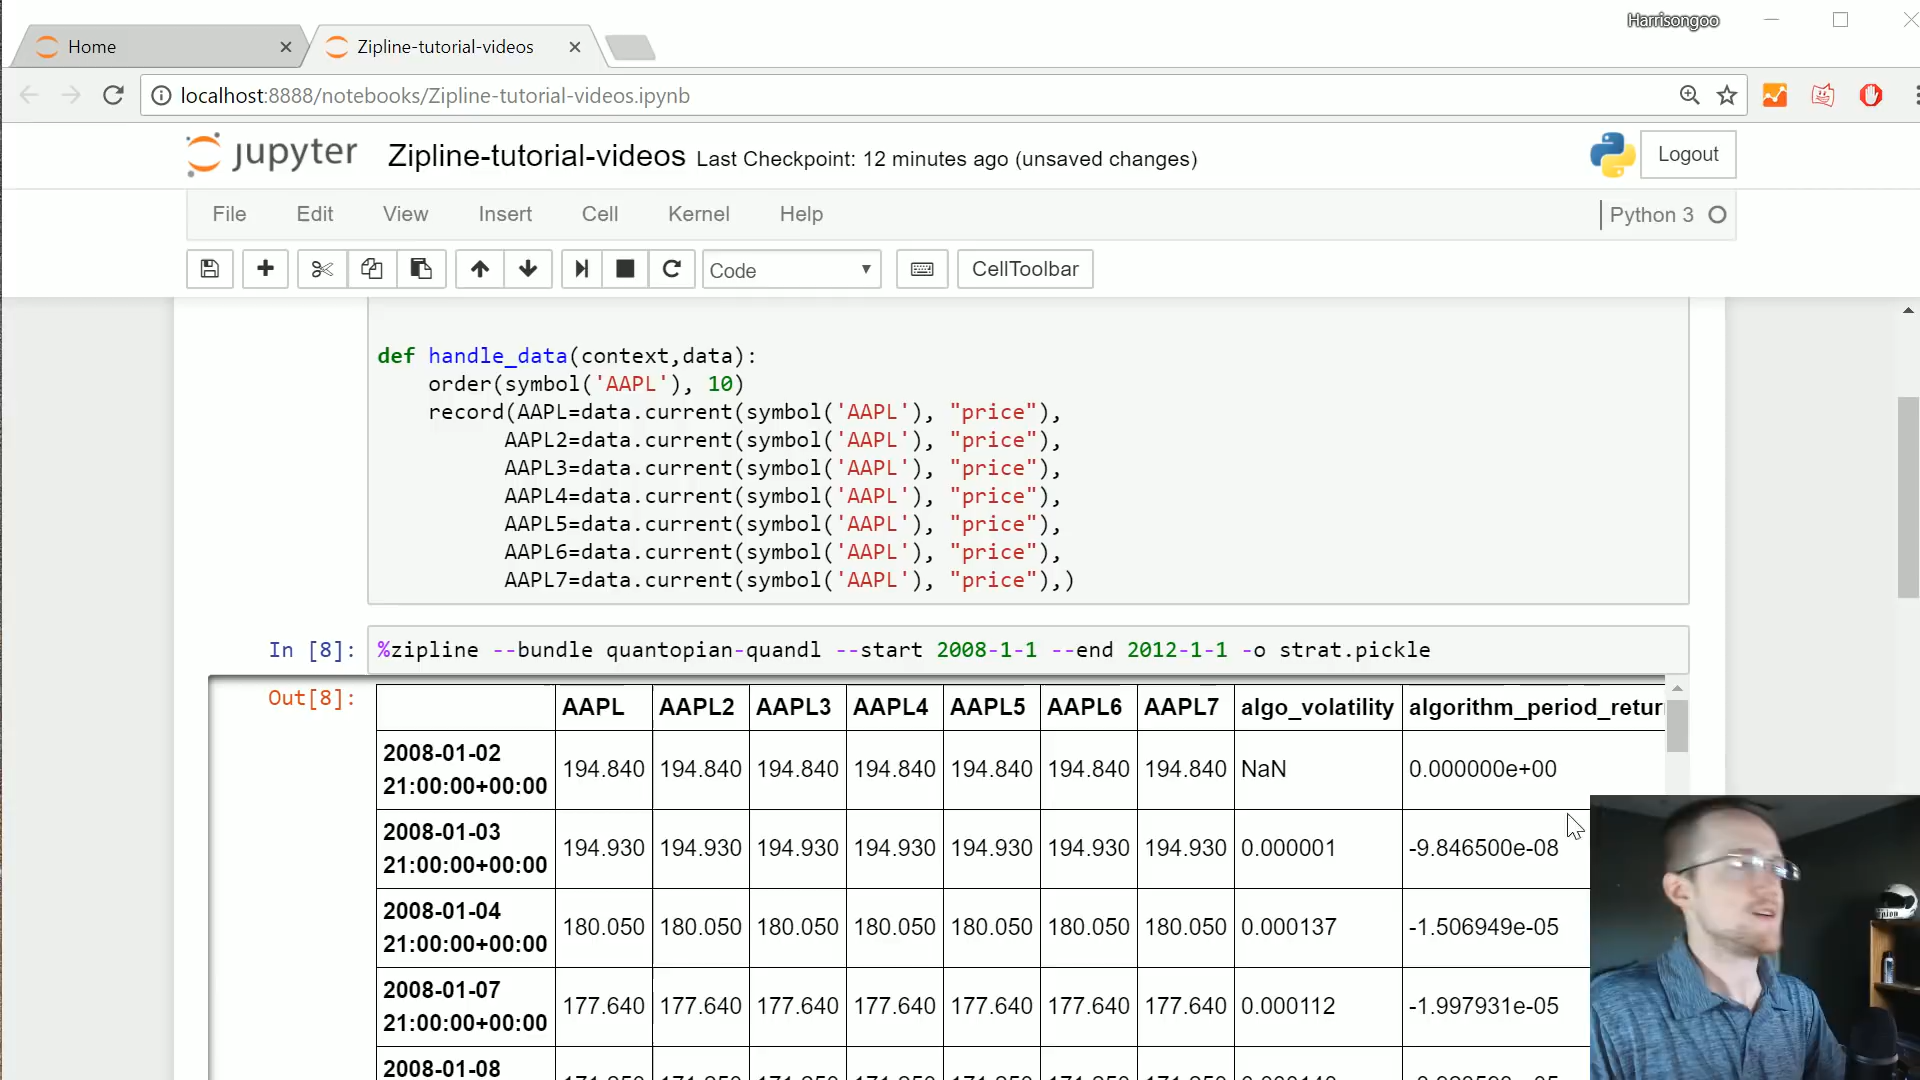 Harrisongoo
Home
Zipline-tutorial-videos
localhost:8888/notebooks/Zipline-tutorial-videos.ipynb
jupyter Zipline-tutorial-videos Last Checkpoint: 12 minutes ago (unsaved changes) Logout
File Edit View Insert Cell Kernel Help Python 3
Code CellToolbar
def handle_data(context,data):
order(symbol('AAPL'), 10)
record(AAPL=data.current(symbol('AAPL'), "price"),
AAPL2=data.current(symbol('AAPL'), "price"),
AAPL3=data.current(symbol('AAPL'), "price"),
AAPL4=data.current(symbol('AAPL'), "price"),
AAPL5=data.current(symbol('AAPL'), "price"),
AAPL6=data.current(symbol('AAPL'), "price"),
AAPL7=data.current(symbol('AAPL'), "price"),)
In [8]: %zipline --bundle quantopian-quandl --start 2008-1-1 --end 2012-1-1 -o strat.pickle
Out[8]:
AAPL AAPL2 AAPL3 AAPL4 AAPL5 AAPL6 AAPL7 algo_volatility algorithm_period_retur
2008-01-02
21:00:00+00:00 194.840 194.840 194.840 194.840 194.840 194.840 194.840 NaN 0.000000e+00
2008-01-03
21:00:00+00:00 194.930 194.930 194.930 194.930 194.930 194.930 194.930 0.000001 -9.846500e-08
2008-01-04
21:00:00+00:00 180.050 180.050 180.050 180.050 180.050 180.050 180.050 0.000137 -1.506949e-05
2008-01-07
21:00:00+00:00 177.640 177.640 177.640 177.640 177.640 177.640 177.640 0.000112 -1.997931e-05
2008-01-08